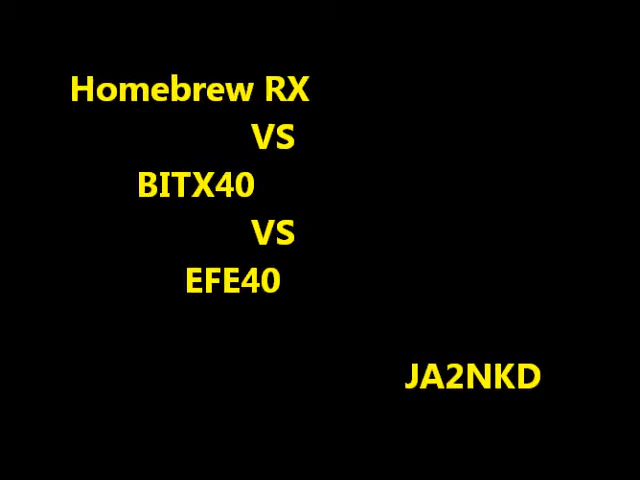 Homebrew RX
VS
BITX40
VS
EFE40
JA2NKD